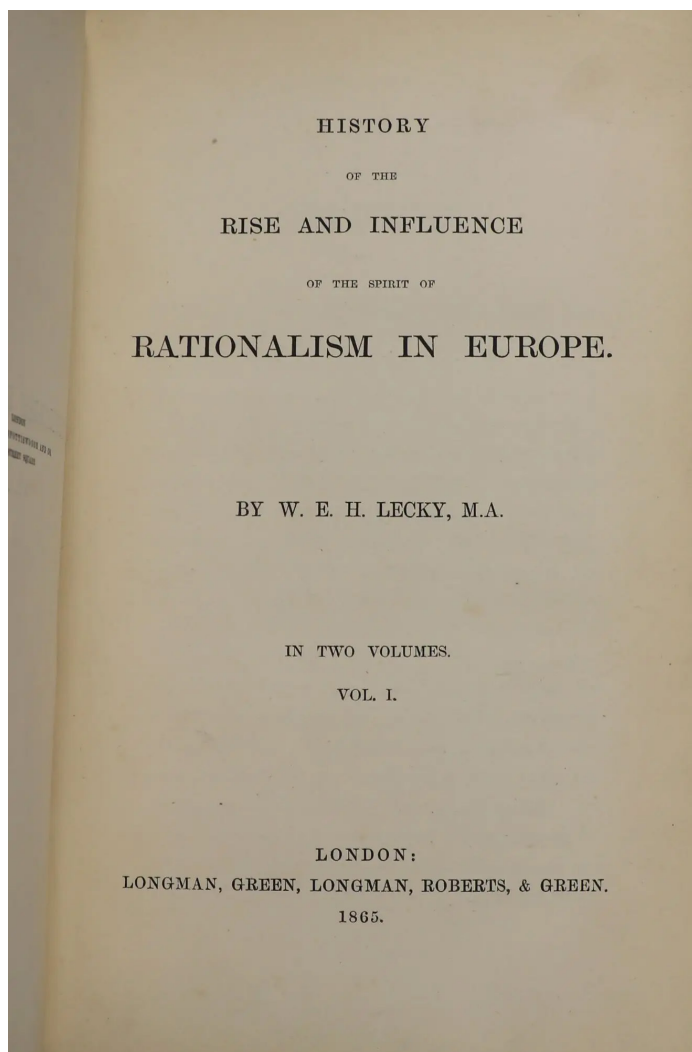 LONDON
HISTORY
OF THE
RISE AND INFLUENCE
OF THE SPIRIT OF
RATIONALISM IN EUROPE.
BY W. E. H. LECKY, M.A.
IN TWO VOLUMES.
VOL. I.
LONDON:
LONGMAN, GREEN, LONGMAN, ROBERTS, & GREEN.
1865.